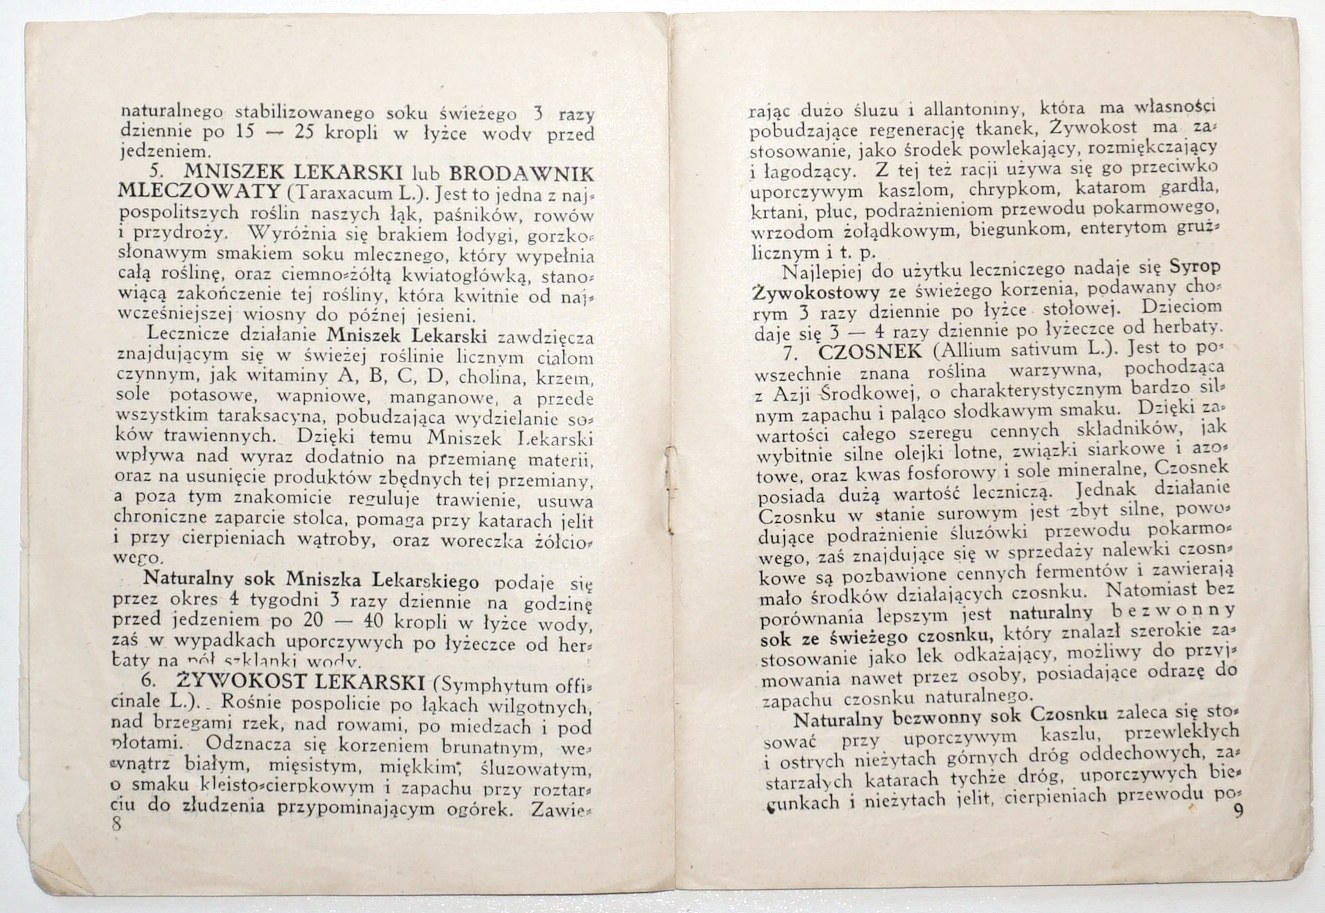 naturalnego stabilizowanego soku świeżego 3 razy
dziennie po 15 — 25 kropli w łyżce wody przed
jedzeniem.
5. MNISZEK LEKARSKI lub BRODAWNIK
MLECZOWATY (Taraxacum L.). Jest to jedna z naj-
pospolitszych roślin naszych łąk, paśników, rowów
i przydroży. Wyróżnia się brakiem łodygi, gorzko-
słonawym smakiem soku mlecznego, który wypełnia
całą roślinę, oraz ciemno-żółtą kwiatogłówką, stano-
wiącą zakończenie tej rośliny, która kwitnie od naj-
wcześniejszej wiosny do późnej jesieni.
Lecznicze działanie Mniszek Lekarski zawdzięcza
znajdującym się w świeżej roślinie licznym ciałom
czynnym, jak witaminy A, B, C, D, cholina, krzem,
sole potasowe, wapniowe, manganowe, a przede
wszystkim taraksacyna, pobudzająca wydzielanie so-
ków trawiennych. Dzięki temu Mniszek Lekarski
wpływa nad wyraz dodatnio na przemianę materii,
oraz na usunięcie produktów zbędnych tej przemiany,
a poza tym znakomicie reguluje trawienie, usuwa
chroniczne zaparcie stolca, pomaga przy katarach jelit
i przy cierpieniach wątroby, oraz woreczka żółcio-
wego.
Naturalny sok Mniszka Lekarskiego podaje się
przez okres 4 tygodni 3 razy dziennie na godzinę
przed jedzeniem po 20 — 40 kropli w łyżce wody,
zaś w wypadkach uporczywych po łyżeczce od her-
baty na pół szklanki wody.
6. ŻYWOKOST LEKARSKI (Symphytum offi-
cinale L.). Rośnie pospolicie po łąkach wilgotnych,
nad brzegami rzek, nad rowami, po miedzach i pod
płotami. Odznacza się korzeniem brunatnym, we-
wnątrz białym, mięsistym, miękkim, śluzowatym,
o smaku kleisto-cierpkowym i zapachu przy roztar-
ciu do złudzenia przypominającym ogórek. Zawie-
8
rając dużo śluzu i allantoniny, która ma własności
pobudzające regenerację tkanek, Żywokost ma za-
stosowanie, jako środek powlekający, rozmiękczający
i łagodzący. Z tej też racji używa się go przeciwko
uporczywym kaszlom, chrypkom, katarom gardła,
krtani, płuc, podrażnieniom przewodu pokarmowego,
wrzodom żołądkowym, biegunkom, enterytom gruź-
licznym i t. p.
Najlepiej do użytku leczniczego nadaje się Syrop
Żywokostowy ze świeżego korzenia, podawany cho-
rym 3 razy dziennie po łyżce stołowej. Dzieciom
daje się 3 — 4 razy dziennie po łyżeczce od herbaty.
7. CZOSNEK (Allium sativum L.). Jest to po-
wszechnie znana roślina warzywna, pochodząca
z Azji Środkowej, o charakterystycznym bardzo sil-
nym zapachu i paląco słodkawym smaku. Dzięki za-
wartości całego szeregu cennych składników, jak
wybitnie silne olejki lotne, związki siarkowe i azo-
towe, oraz kwas fosforowy i sole mineralne, Czosnek
posiada dużą wartość leczniczą. Jednak działanie
Czosnku w stanie surowym jest zbyt silne, powo-
dujące podrażnienie śluzówki przewodu pokarmo-
wego, zaś znajdujące się w sprzedaży nalewki czosn-
kowe są pozbawione cennych fermentów i zawierają
mało środków działających czosnku. Natomiast bez
porównania lepszym jest naturalny bezwonny
sok ze świeżego czosnku, który znalazł szerokie za-
stosowanie jako lek odkażający, możliwy do przyj-
mowania nawet przez osoby, posiadające odrazę do
zapachu czosnku naturalnego.
Naturalny bezwonny sok Czosnku zaleca się sto-
sować przy uporczywym kaszlu, przewlekłych
i ostrych nieżytach górnych dróg oddechowych, za-
starzałych katarach tychże dróg, uporczywych bie-
gunkach i nieżytach jelit, cierpieniach przewodu po-
9